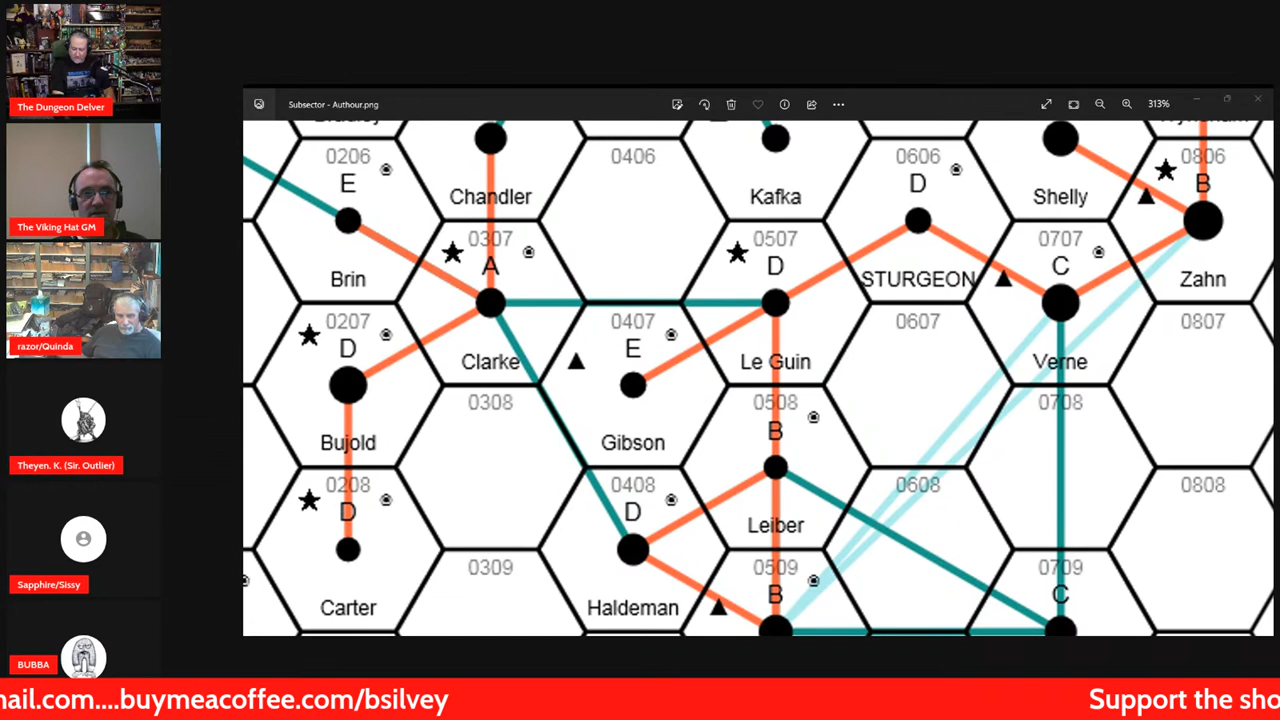 The Dungeon Delver
The Viking Hat GM
razor/Quinda
Theyen. K. (Sir. Outlier)
Sapphire/Sissy
BUBBA
Subsector - Authour.png
313%
Bradley
0206
E
Chandler
0406
Kafka
0606
D
Shelly
0806
B
Brin
0307
A
0507
D
STURGEON
0707
C
Zahn
0207
D
Clarke
0407
E
Le Guin
0607
Verne
0807
Bujold
0308
Gibson
0508
B
0708
0208
D
0408
D
Leiber
0608
0808
Carter
0309
Haldeman
0509
B
0709
C
mail.com....buymeacoffee.com/bsilvey
Support the sho